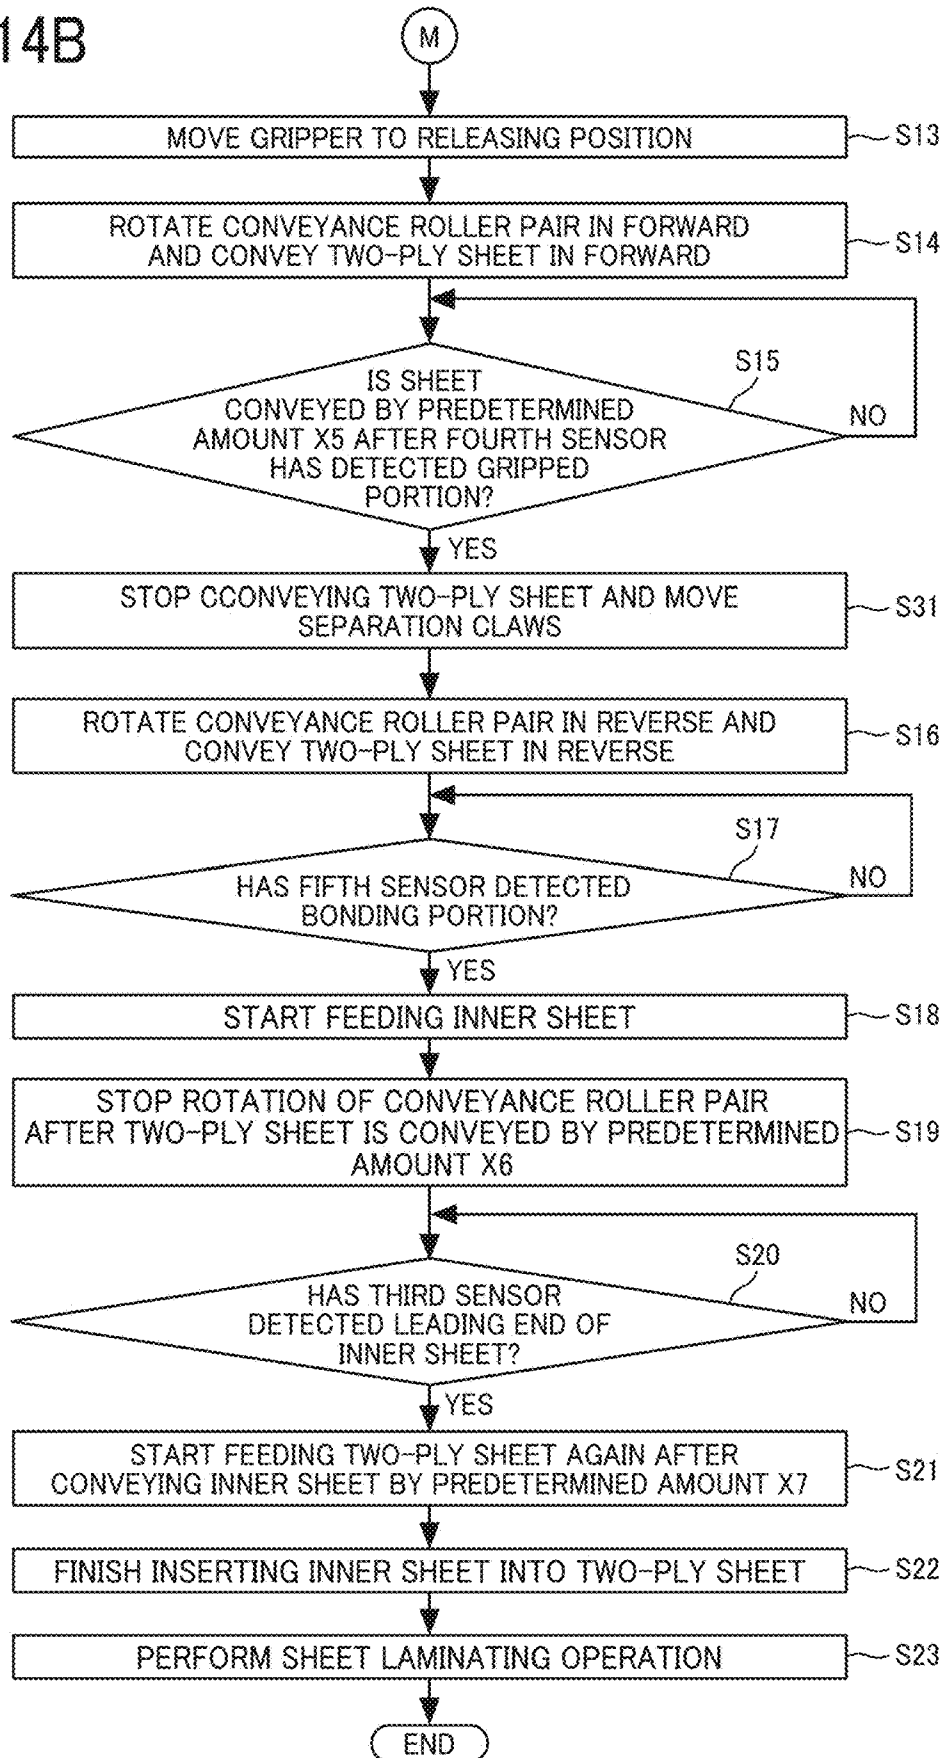 14B
M
MOVE GRIPPER TO RELEASING POSITION
S13
ROTATE CONVEYANCE ROLLER PAIR IN FORWARD
AND CONVEY TWO-PLY SHEET IN FORWARD
S14
S15
IS SHEET
CONVEYED BY PREDETERMINED
AMOUNT X5 AFTER FOURTH SENSOR
HAS DETECTED GRIPPED
PORTION?
NO
YES
STOP CCONVEYING TWO-PLY SHEET AND MOVE
SEPARATION CLAWS
S31
ROTATE CONVEYANCE ROLLER PAIR IN REVERSE AND
CONVEY TWO-PLY SHEET IN REVERSE
S16
S17
HAS FIFTH SENSOR DETECTED
BONDING PORTION?
NO
YES
START FEEDING INNER SHEET
S18
STOP ROTATION OF CONVEYANCE ROLLER PAIR
AFTER TWO-PLY SHEET IS CONVEYED BY PREDETERMINED
AMOUNT X6
S19
S20
HAS THIRD SENSOR
DETECTED LEADING END OF
INNER SHEET?
NO
YES
START FEEDING TWO-PLY SHEET AGAIN AFTER
CONVEYING INNER SHEET BY PREDETERMINED AMOUNT X7
S21
FINISH INSERTING INNER SHEET INTO TWO-PLY SHEET
S22
PERFORM SHEET LAMINATING OPERATION
S23
END